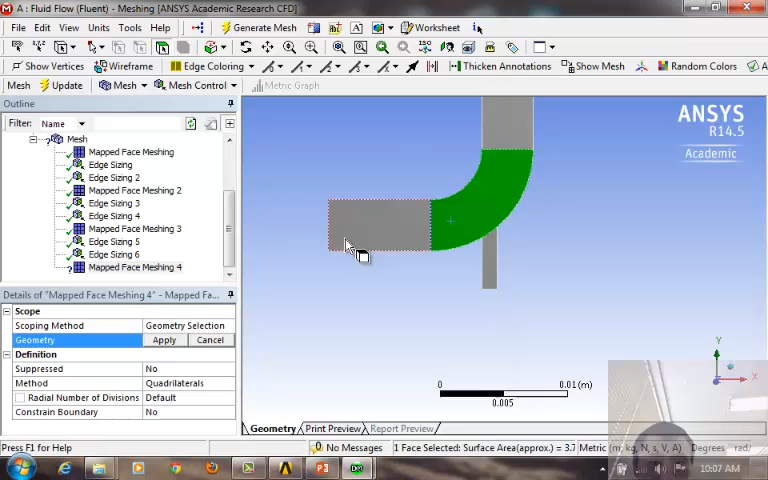 A : Fluid Flow (Fluent) - Meshing [ANSYS Academic Research CFD]
File Edit View Units Tools Help Generate Mesh Worksheet
Show Vertices Wireframe Edge Coloring Thicken Annotations Show Mesh Random Colors
Mesh Update Mesh Mesh Control Metric Graph
Outline
Filter: Name
Mesh
Mapped Face Meshing
Edge Sizing
Edge Sizing 2
Mapped Face Meshing 2
Edge Sizing 3
Edge Sizing 4
Mapped Face Meshing 3
Edge Sizing 5
Edge Sizing 6
Mapped Face Meshing 4
Details of "Mapped Face Meshing 4" - Mapped Fa...
Scope
Scoping Method Geometry Selection
Geometry Apply Cancel
Definition
Suppressed No
Method Quadrilaterals
Radial Number of Divisions Default
Constrain Boundary No
ANSYS
R14.5
Academic
0 0.01 (m)
0.005
Y
X
Geometry Print Preview Report Preview
Press F1 for Help No Messages 1 Face Selected: Surface Area(approx.) = 3.7 Metric (m, kg, N, s, V, A) Degrees rad/
10:07 AM